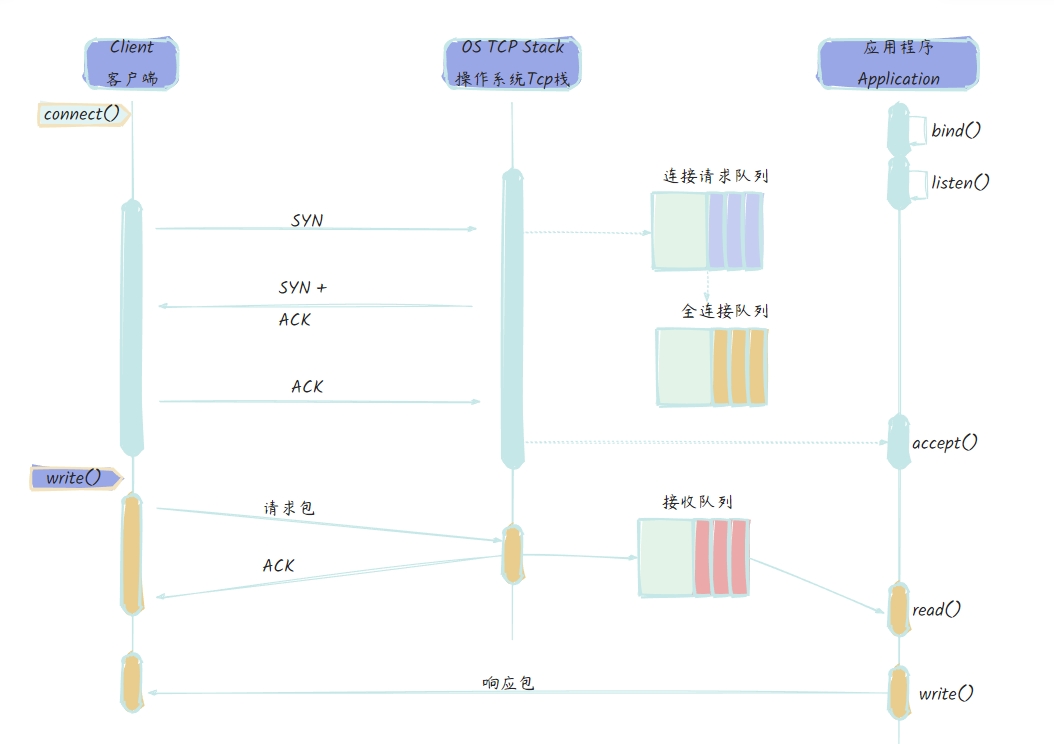 Client
客户端
OS TCP Stack
操作系统Tcp栈
应用程序
Application
connect()
bind()
listen()
连接请求队列
SYN
SYN +
ACK
全连接队列
ACK
accept()
write()
请求包
接收队列
ACK
read()
响应包
write()